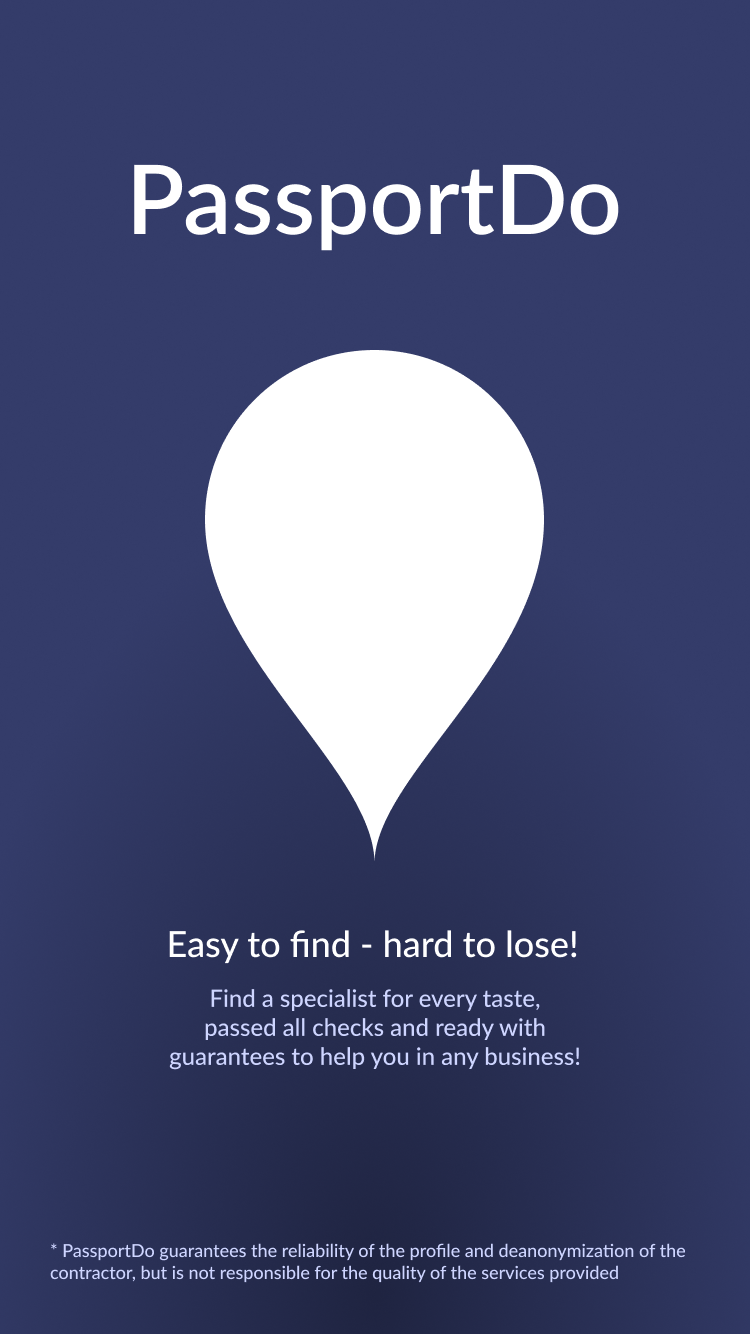 PassportDo
Easy to find - hard to lose!
Find a specialist for every taste,
passed all checks and ready with
guarantees to help you in any business!
* PassportDo guarantees the reliability of the profile and deanonymization of the
contractor, but is not responsible for the quality of the services provided